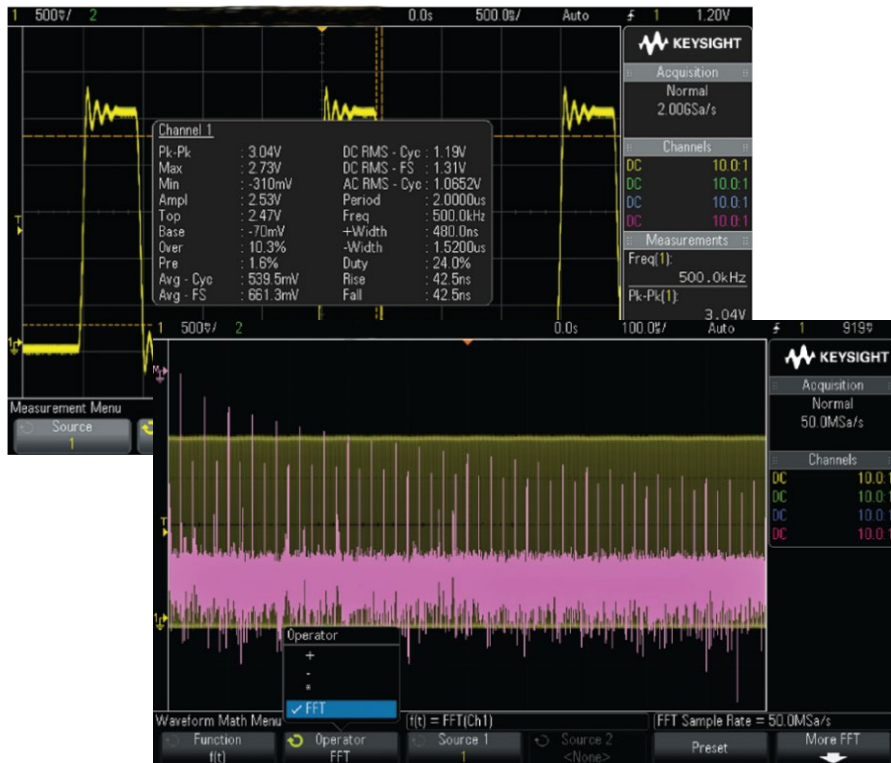 1 500▽/ 2 0.0s 500.0▽/ Auto ƒ 1 1.20V
KEYSIGHT
Acquisition
Normal
2.00GSa/s
Channels
DC 10.0:1
DC 10.0:1
DC 10.0:1
DC 10.0:1
Measurements
Freq(1):
500.0kHz
Pk-Pk(1):
3.04V
Channel 1
Pk-Pk : 3.04V DC RMS - Cyc : 1.19V
Max : 2.73V DC RMS - FS : 1.31V
Min : -310mV AC RMS - Cyc : 1.0652V
Ampl : 2.53V Period : 2.0000us
Top : 2.47V Freq : 500.0kHz
Base : -70mV +Width : 480.0ns
Over : 10.3% -Width : 1.5200us
Pre : 1.6% Duty : 24.0%
Avg - Cyc : 539.5mV Rise : 42.5ns
Avg - FS : 661.3mV Fall : 42.5ns
T
1
Measurement Menu
Source
1
1 500▽/ 2 0.0s 100.0▽/ Auto ƒ 1 919▽
KEYSIGHT
Acquisition
Normal
50.0MSa/s
Channels
DC 10.0:1
DC 10.0:1
DC 10.0:1
DC 10.0:1
M
T
1
Operator
+
-
*
✓ FFT
Waveform Math Menu f(t) = FFT(Ch1) FFT Sample Rate = 50.0MSa/s
Function Operator Source 1 Source 2 Preset More FFT
f(t) FFT 1 <None>